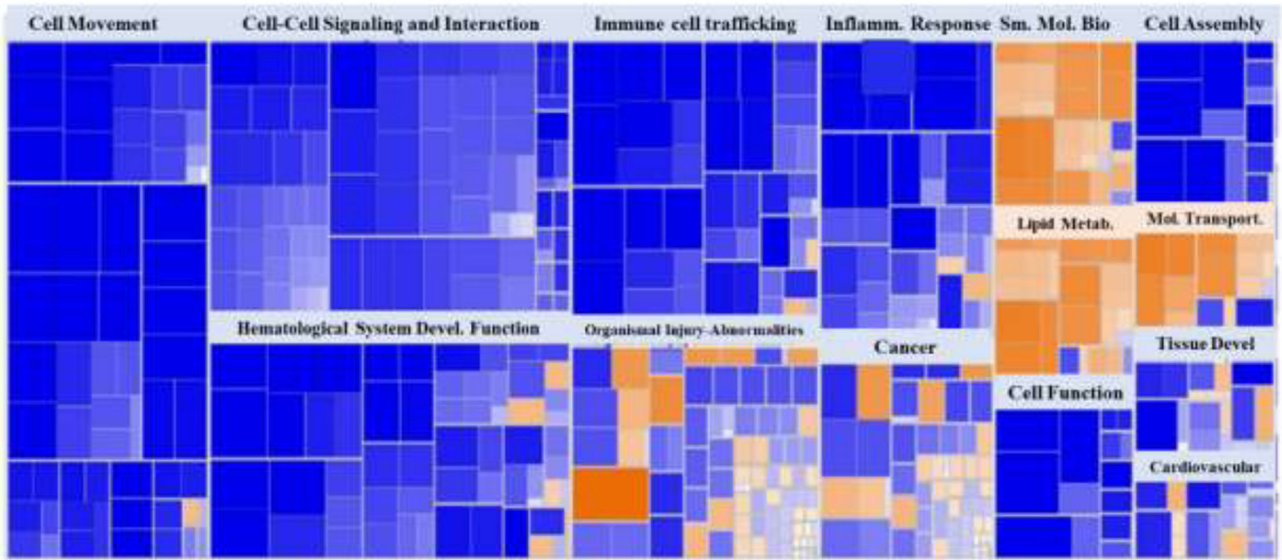 Cell Movement
Cell-Cell Signaling and Interaction
Immune cell trafficking
Inflamm. Response
Sm. Mol. Bio
Cell Assembly
Lipid Metab.
Mol. Transport.
Hematological System Devel. Function
Organismal Injury-Abnormalities
Cancer
Tissue Devel
Cell Function
Cardiovascular